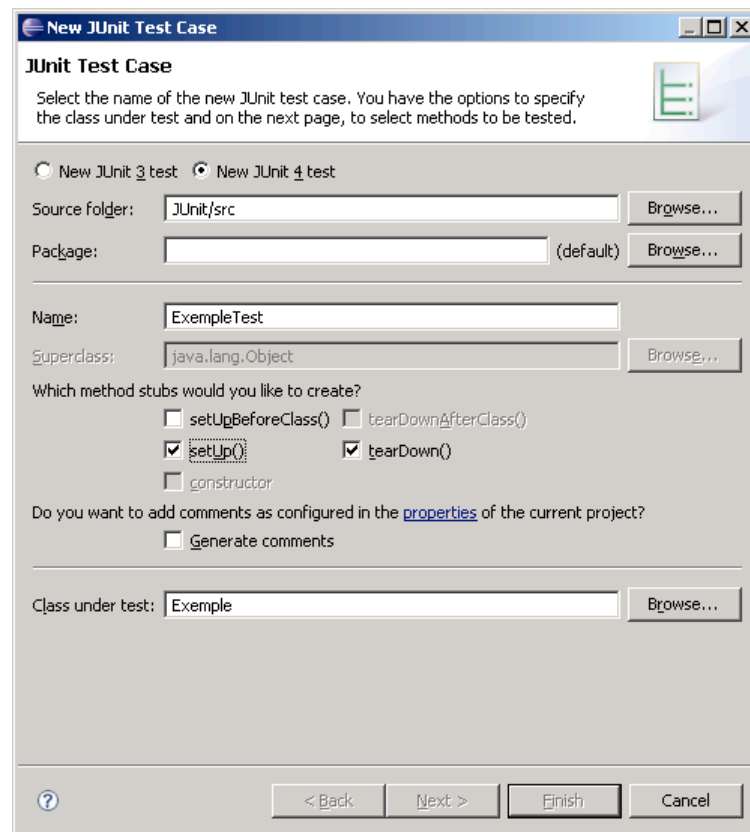 New JUnit Test Case
JUnit Test Case
Select the name of the new JUnit test case. You have the options to specify
the class under test and on the next page, to select methods to be tested.
New JUnit 3 test New JUnit 4 test
Source folder: JUnit/src Browse...
Package: (default) Browse...
Name: ExempleTest
Superclass: java.lang.Object Browse...
Which method stubs would you like to create?
setUpBeforeClass() tearDownAfterClass()
setUp() tearDown()
constructor
Do you want to add comments as configured in the properties of the current project?
Generate comments
Class under test: Exemple Browse...
? < Back Next > Finish Cancel